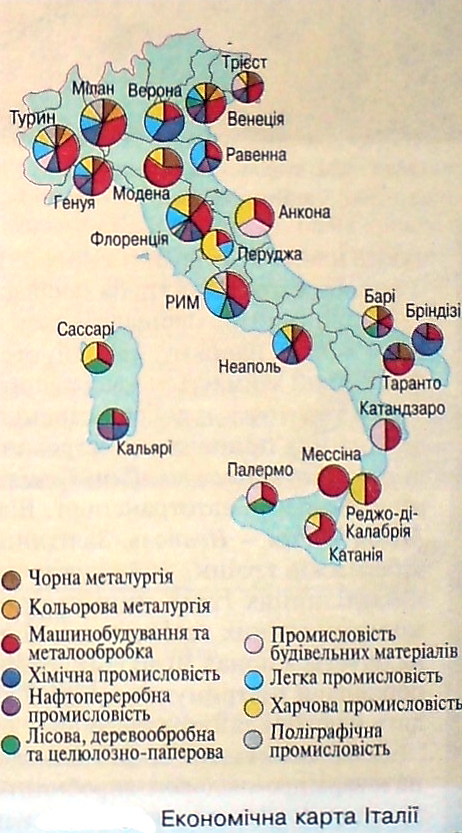 Трієст
Мілан
Верона
Турин
Венеція
Равенна
Генуя
Модена
Анкона
Флоренція
Перуджа
РИМ
Барі
Бріндізі
Сассарі
Неаполь
Таранто
Катандзаро
Кальярі
Мессіна
Палермо
Реджо-ді-
Калабрія
Катанія
Чорна металургія
Кольорова металургія
Машинобудування та
металообробка
Хімічна промисловість
Нафтопереробна
промисловість
Лісова, деревообробна
та целюлозно-паперова
Промисловість
будівельних матеріалів
Легка промисловість
Харчова промисловість
Поліграфічна
промисловість
Економічна карта Італії